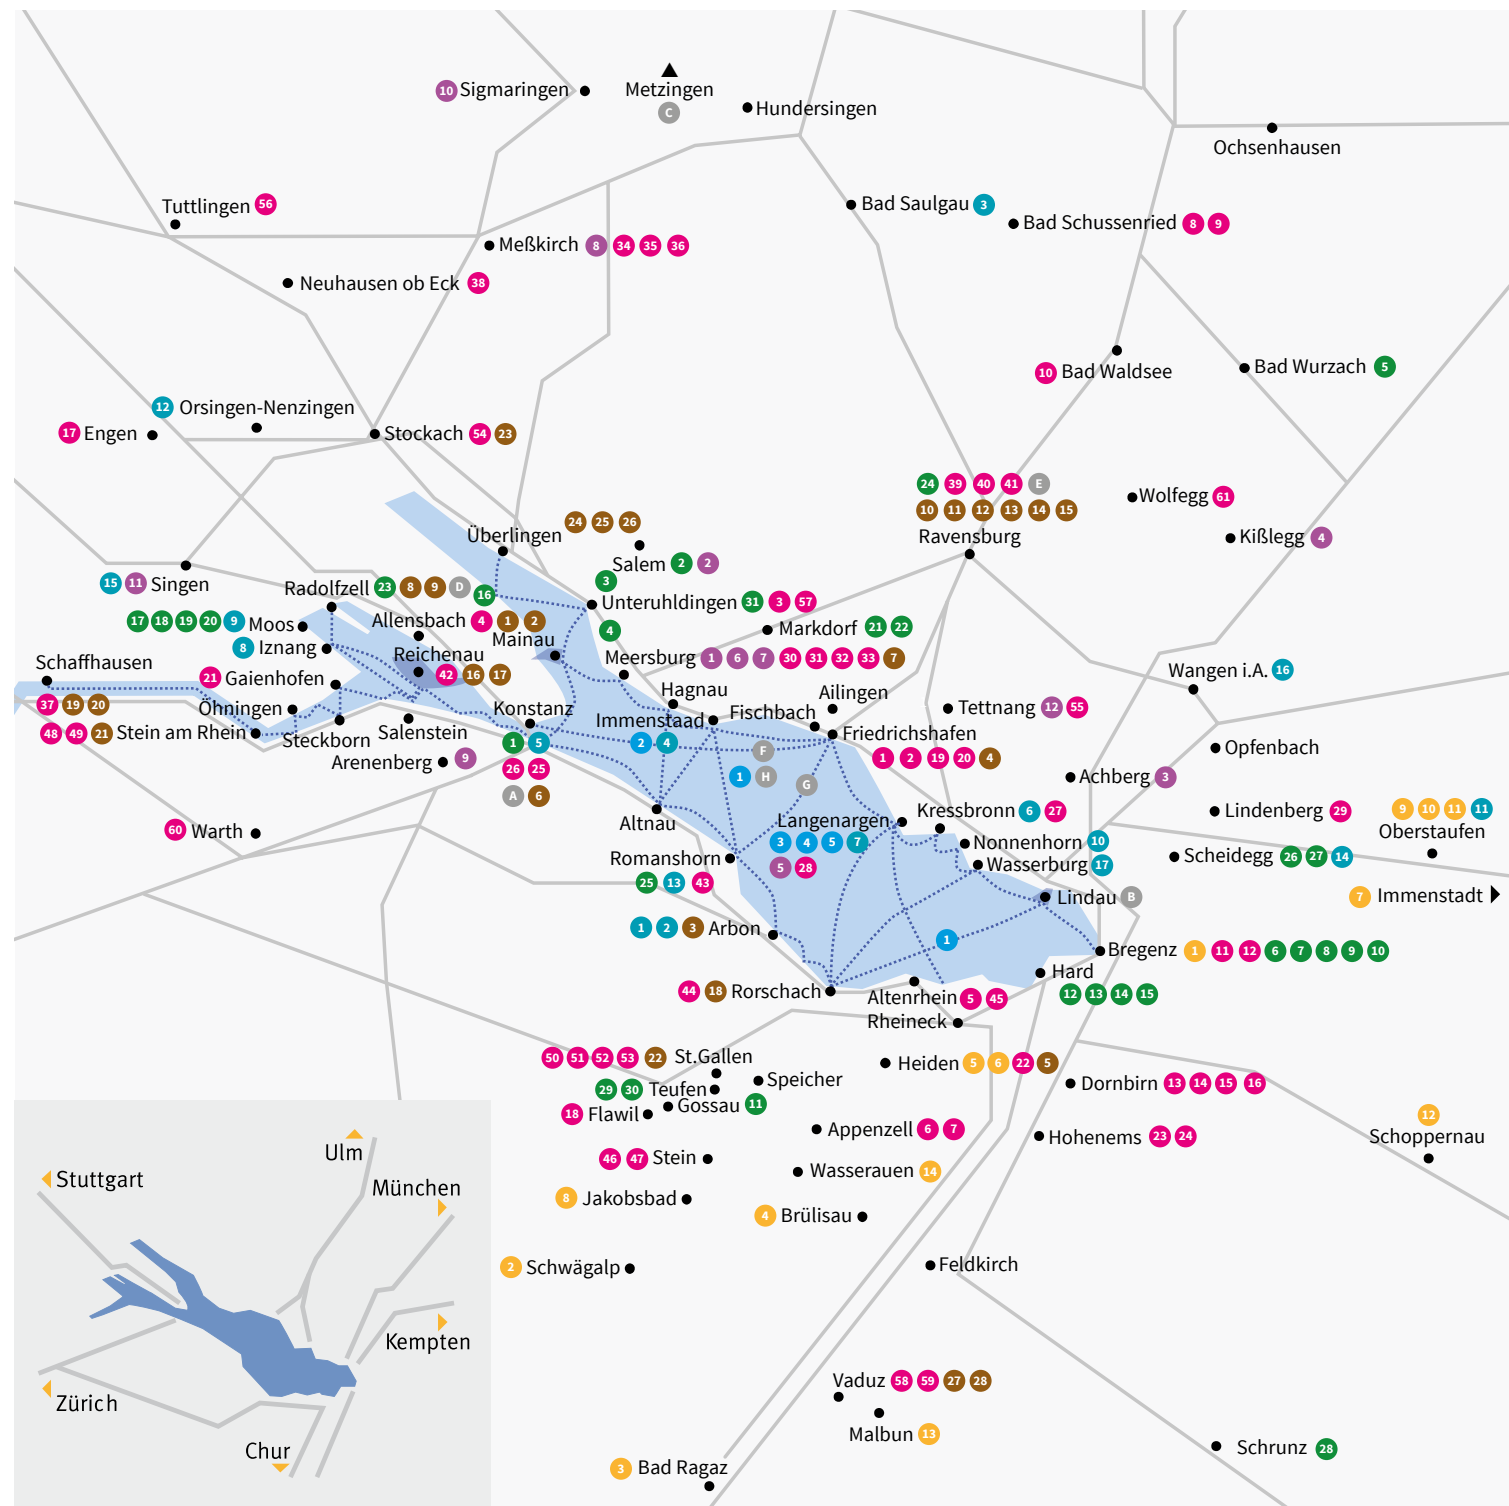 10 Sigmaringen
Metzingen
C
Hundersingen
Ochsenhausen
Tuttlingen 56
Bad Saulgau 3
Bad Schussenried 8 9
Meßkirch 8 34 35 36
Neuhausen ob Eck 38
10 Bad Waldsee
Bad Wurzach 5
12 Orsingen-Nenzingen
17 Engen
Stockach 54 23
24 39 40 41 E
10 11 12 13 14 15
Ravensburg
Wolfegg 61
Kißlegg 4
24 25 26
Überlingen
Salem 2 2
15 11 Singen
Radolfzell 23 8 9 D 16
3
Unteruhldingen 31 3 57
17 18 19 20 9 Moos
Allensbach 4 1 2
4
Markdorf 21 22
Mainau
8 Iznang
Reichenau
42 16 17
Meersburg 1 6 7 30 31 32 33 7
Schaffhausen
37 19 20
21 Gaienhofen
Wangen i.A. 16
Hagnau
Ailingen
Öhningen
Konstanz
Immenstaad
Fischbach
Tettnang 12 55
48 49 21 Stein am Rhein
Steckborn
Salenstein
Friedrichshafen
1 2 19 20 4
1 5
26 25
A 6
2 4
F
1 H
G
Opfenbach
Arenenberg 9
Achberg 3
60 Warth
Altnau
Langenargen
3 4 5 7
5 28
Kressbronn 6 27
Lindenberg 29
9 10 11 11
Oberstaufen
Nonnenhorn 10
Wasserburg 17
Scheidegg 26 27 14
Romanshorn
25 13 43
Lindau B
7 Immenstadt
1 2 3 Arbon
1
Bregenz 1 11 12 6 7 8 9 10
Hard
12 13 14 15
44 18 Rorschach
Altenrhein 5 45
Rheineck
50 51 52 53 22 St.Gallen
Heiden 5 6 22 5
29 30 Teufen
Speicher
Dornbirn 13 14 15 16
18 Flawil
Gossau 11
12
Schoppernau
Appenzell 6 7
Hohenems 23 24
46 47 Stein
Wasserauen 14
8 Jakobsbad
4 Brülisau
2 Schwägalp
Feldkirch
Vaduz 58 59 27 28
Malbun 13
3 Bad Ragaz
Schrunz 28
Ulm
Stuttgart
München
Kempten
Zürich
Chur